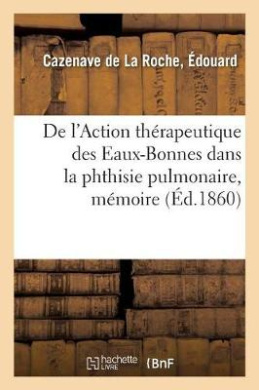 Cazenave de La Roche, Édouard
De l'Action thérapeutique des Eaux-Bonnes dans
la phthisie pulmonaire, mémoire (Éd.1860)
hachette
LIVRE
{BnF